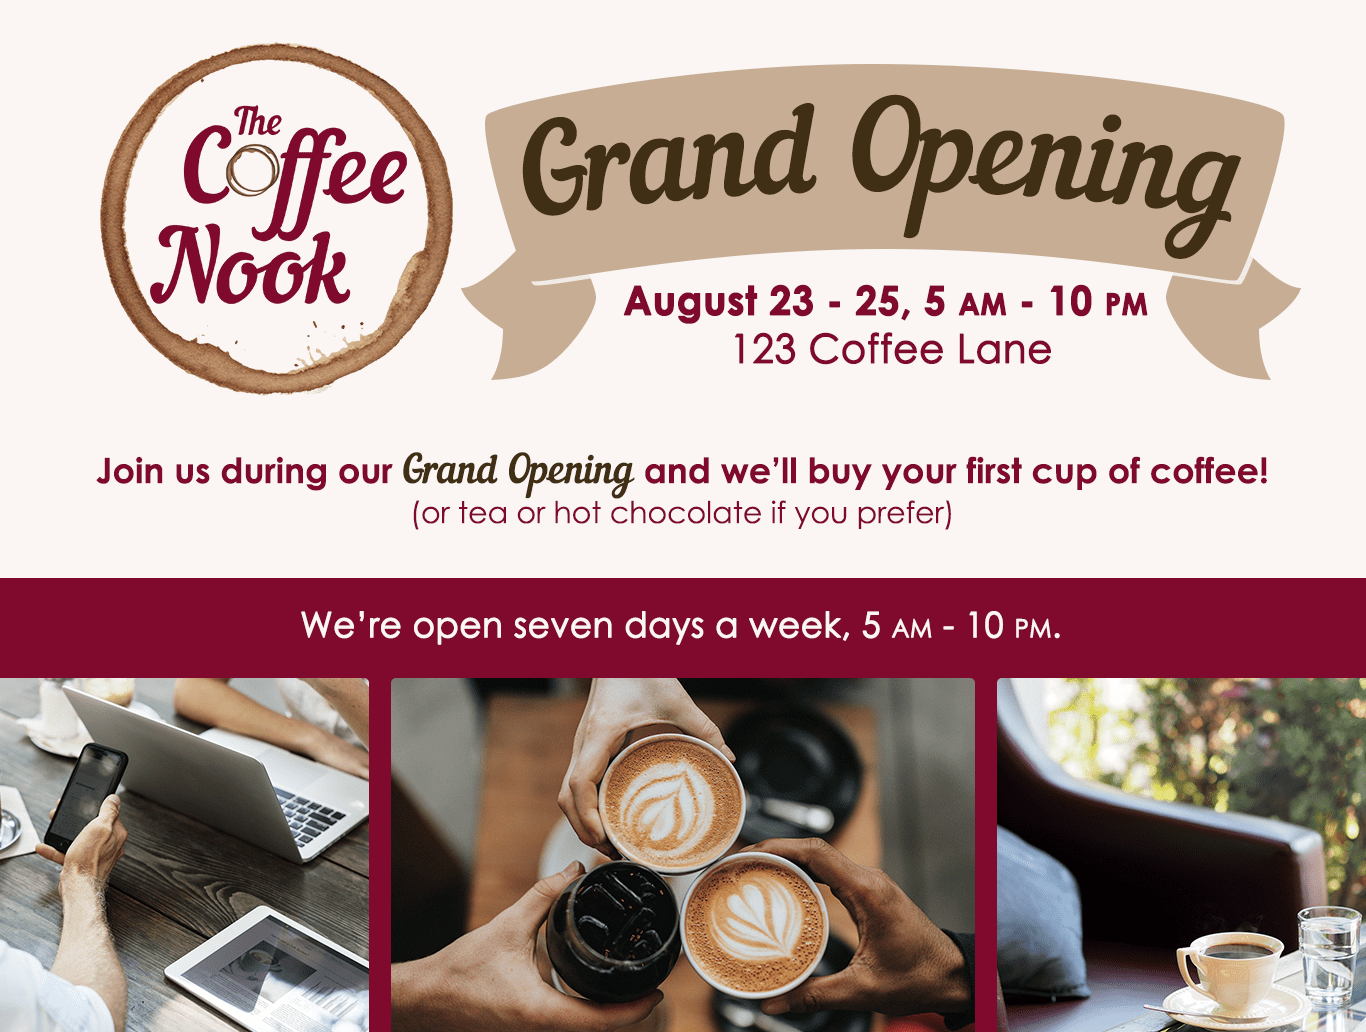 The
Coffee
Nook
Grand Opening
August 23 - 25, 5 AM - 10 PM
123 Coffee Lane
Join us during our Grand Opening and we'll buy your first cup of coffee!
(or tea or hot chocolate if you prefer)
We're open seven days a week, 5 AM - 10 PM.